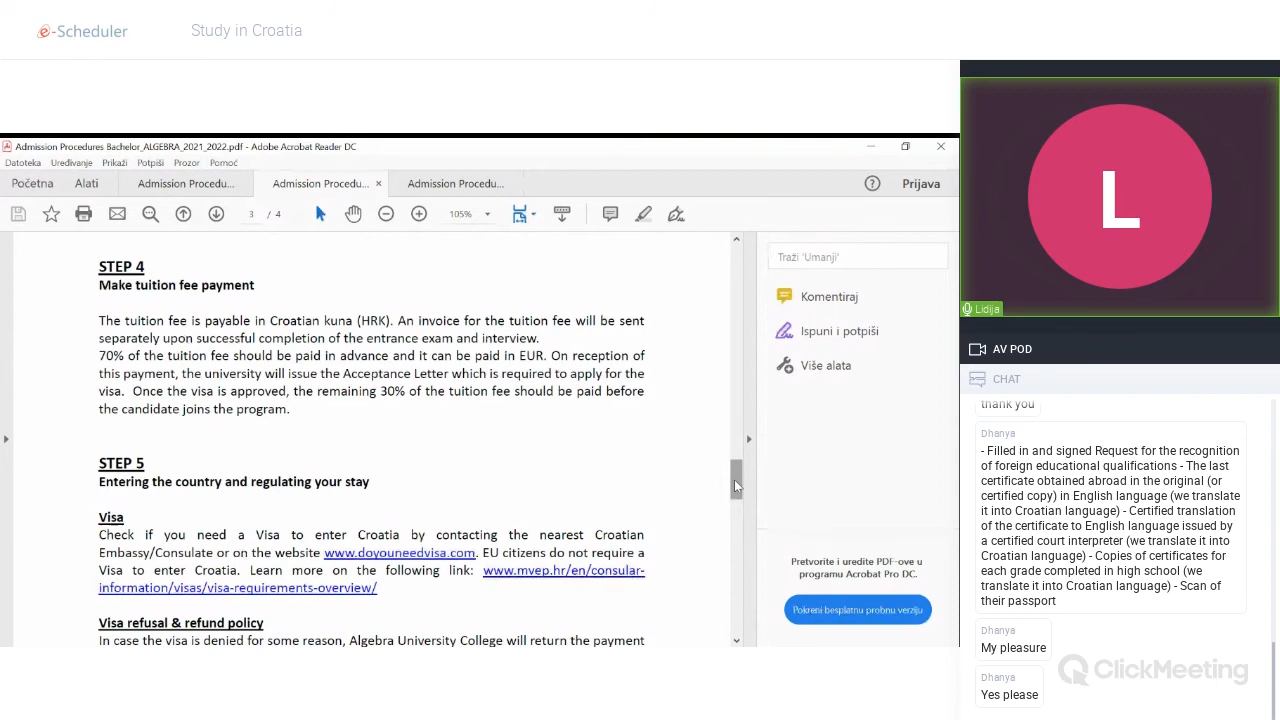 e-Scheduler
Study in Croatia
Admission Procedures Bachelor_ALGEBRA_2021_2022.pdf - Adobe Acrobat Reader DC
Datoteka Uređivanje Prikaži Potpiši Prozor Pomoć
Početna Alati Admission Procedu... Admission Procedu... × Admission Procedu... Prijava
3 / 4 105%
STEP 4
Make tuition fee payment
The tuition fee is payable in Croatian kuna (HRK). An invoice for the tuition fee will be sent
separately upon successful completion of the entrance exam and interview.
70% of the tuition fee should be paid in advance and it can be paid in EUR. On reception of
this payment, the university will issue the Acceptance Letter which is required to apply for the
visa. Once the visa is approved, the remaining 30% of the tuition fee should be paid before
the candidate joins the program.
STEP 5
Entering the country and regulating your stay
Visa
Check if you need a Visa to enter Croatia by contacting the nearest Croatian
Embassy/Consulate or on the website www.doyouneedvisa.com. EU citizens do not require a
Visa to enter Croatia. Learn more on the following link: www.mvep.hr/en/consular-
information/visas/visa-requirements-overview/
Visa refusal & refund policy
In case the visa is denied for some reason, Algebra University College will return the payment
Traži 'Umanji'
Komentiraj
Ispuni i potpiši
Više alata
Pretvorite i uredite PDF-ove u
programu Acrobat Pro DC.
Pokreni besplatnu probnu verziju
L
Lidija
AV POD
CHAT
thank you
Dhanya
- Filled in and signed Request for the recognition
of foreign educational qualifications - The last
certificate obtained abroad in the original (or
certified copy) in English language (we translate
it into Croatian language) - Certified translation
of the certificate to English language issued by
a certified court interpreter (we translate it into
Croatian language) - Copies of certificates for
each grade completed in high school (we
translate it into Croatian language) - Scan of
their passport
Dhanya
My pleasure
Dhanya
Yes please
ClickMeeting